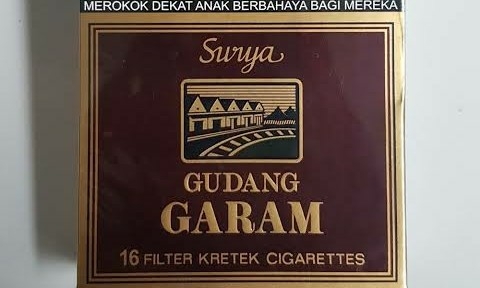 MEROKOK DEKAT ANAK BERBAHAYA BAGI MEREKA
Surya
GUDANG
GARAM
16 FILTER KRETEK CIGARETTES